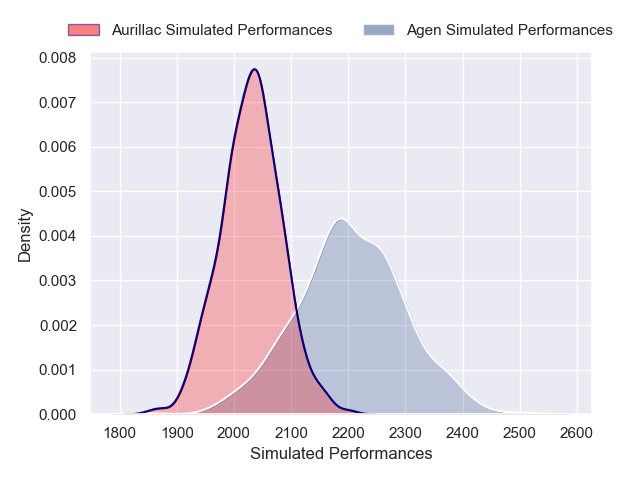 Aurillac Simulated Performances Agen Simulated Performances
0.008
0.007
0.006
0.005
0.004
0.003
0.002
0.001
0.000
Density
1800 1900 2000 2100 2200 2300 2400 2500 2600
Simulated Performances